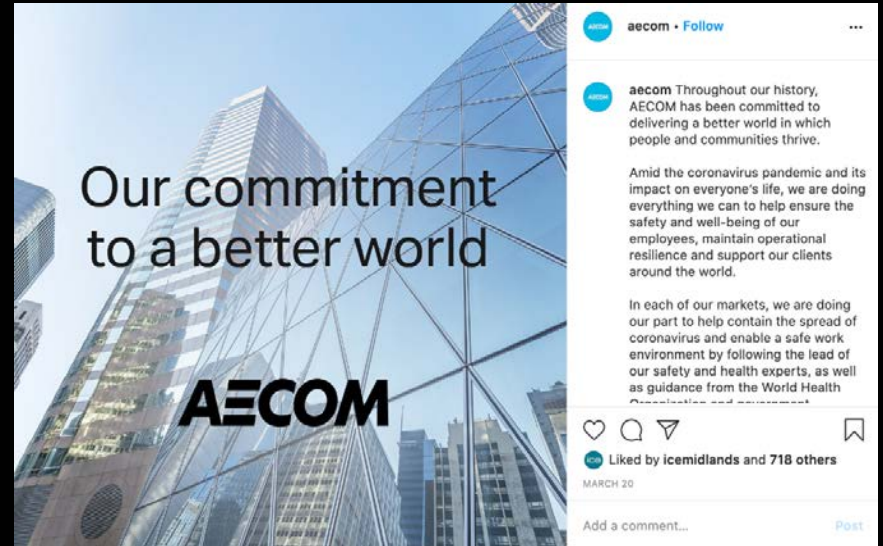 Our commitment
to a better world
AECOM
AECOM
aecom • Follow
AECOM
aecom Throughout our history,
AECOM has been committed to
delivering a better world in which
people and communities thrive.
Amid the coronavirus pandemic and its
impact on everyone's life, we are doing
everything we can to help ensure the
safety and well-being of our
employees, maintain operational
resilience and support our clients
around the world.
In each of our markets, we are doing
our part to help contain the spread of
coronavirus and enable a safe work
environment by following the lead of
our safety and health experts, as well
as guidance from the World Health
Organization and government
ice Liked by icemidlands and 718 others
MARCH 20
Add a comment...
Post